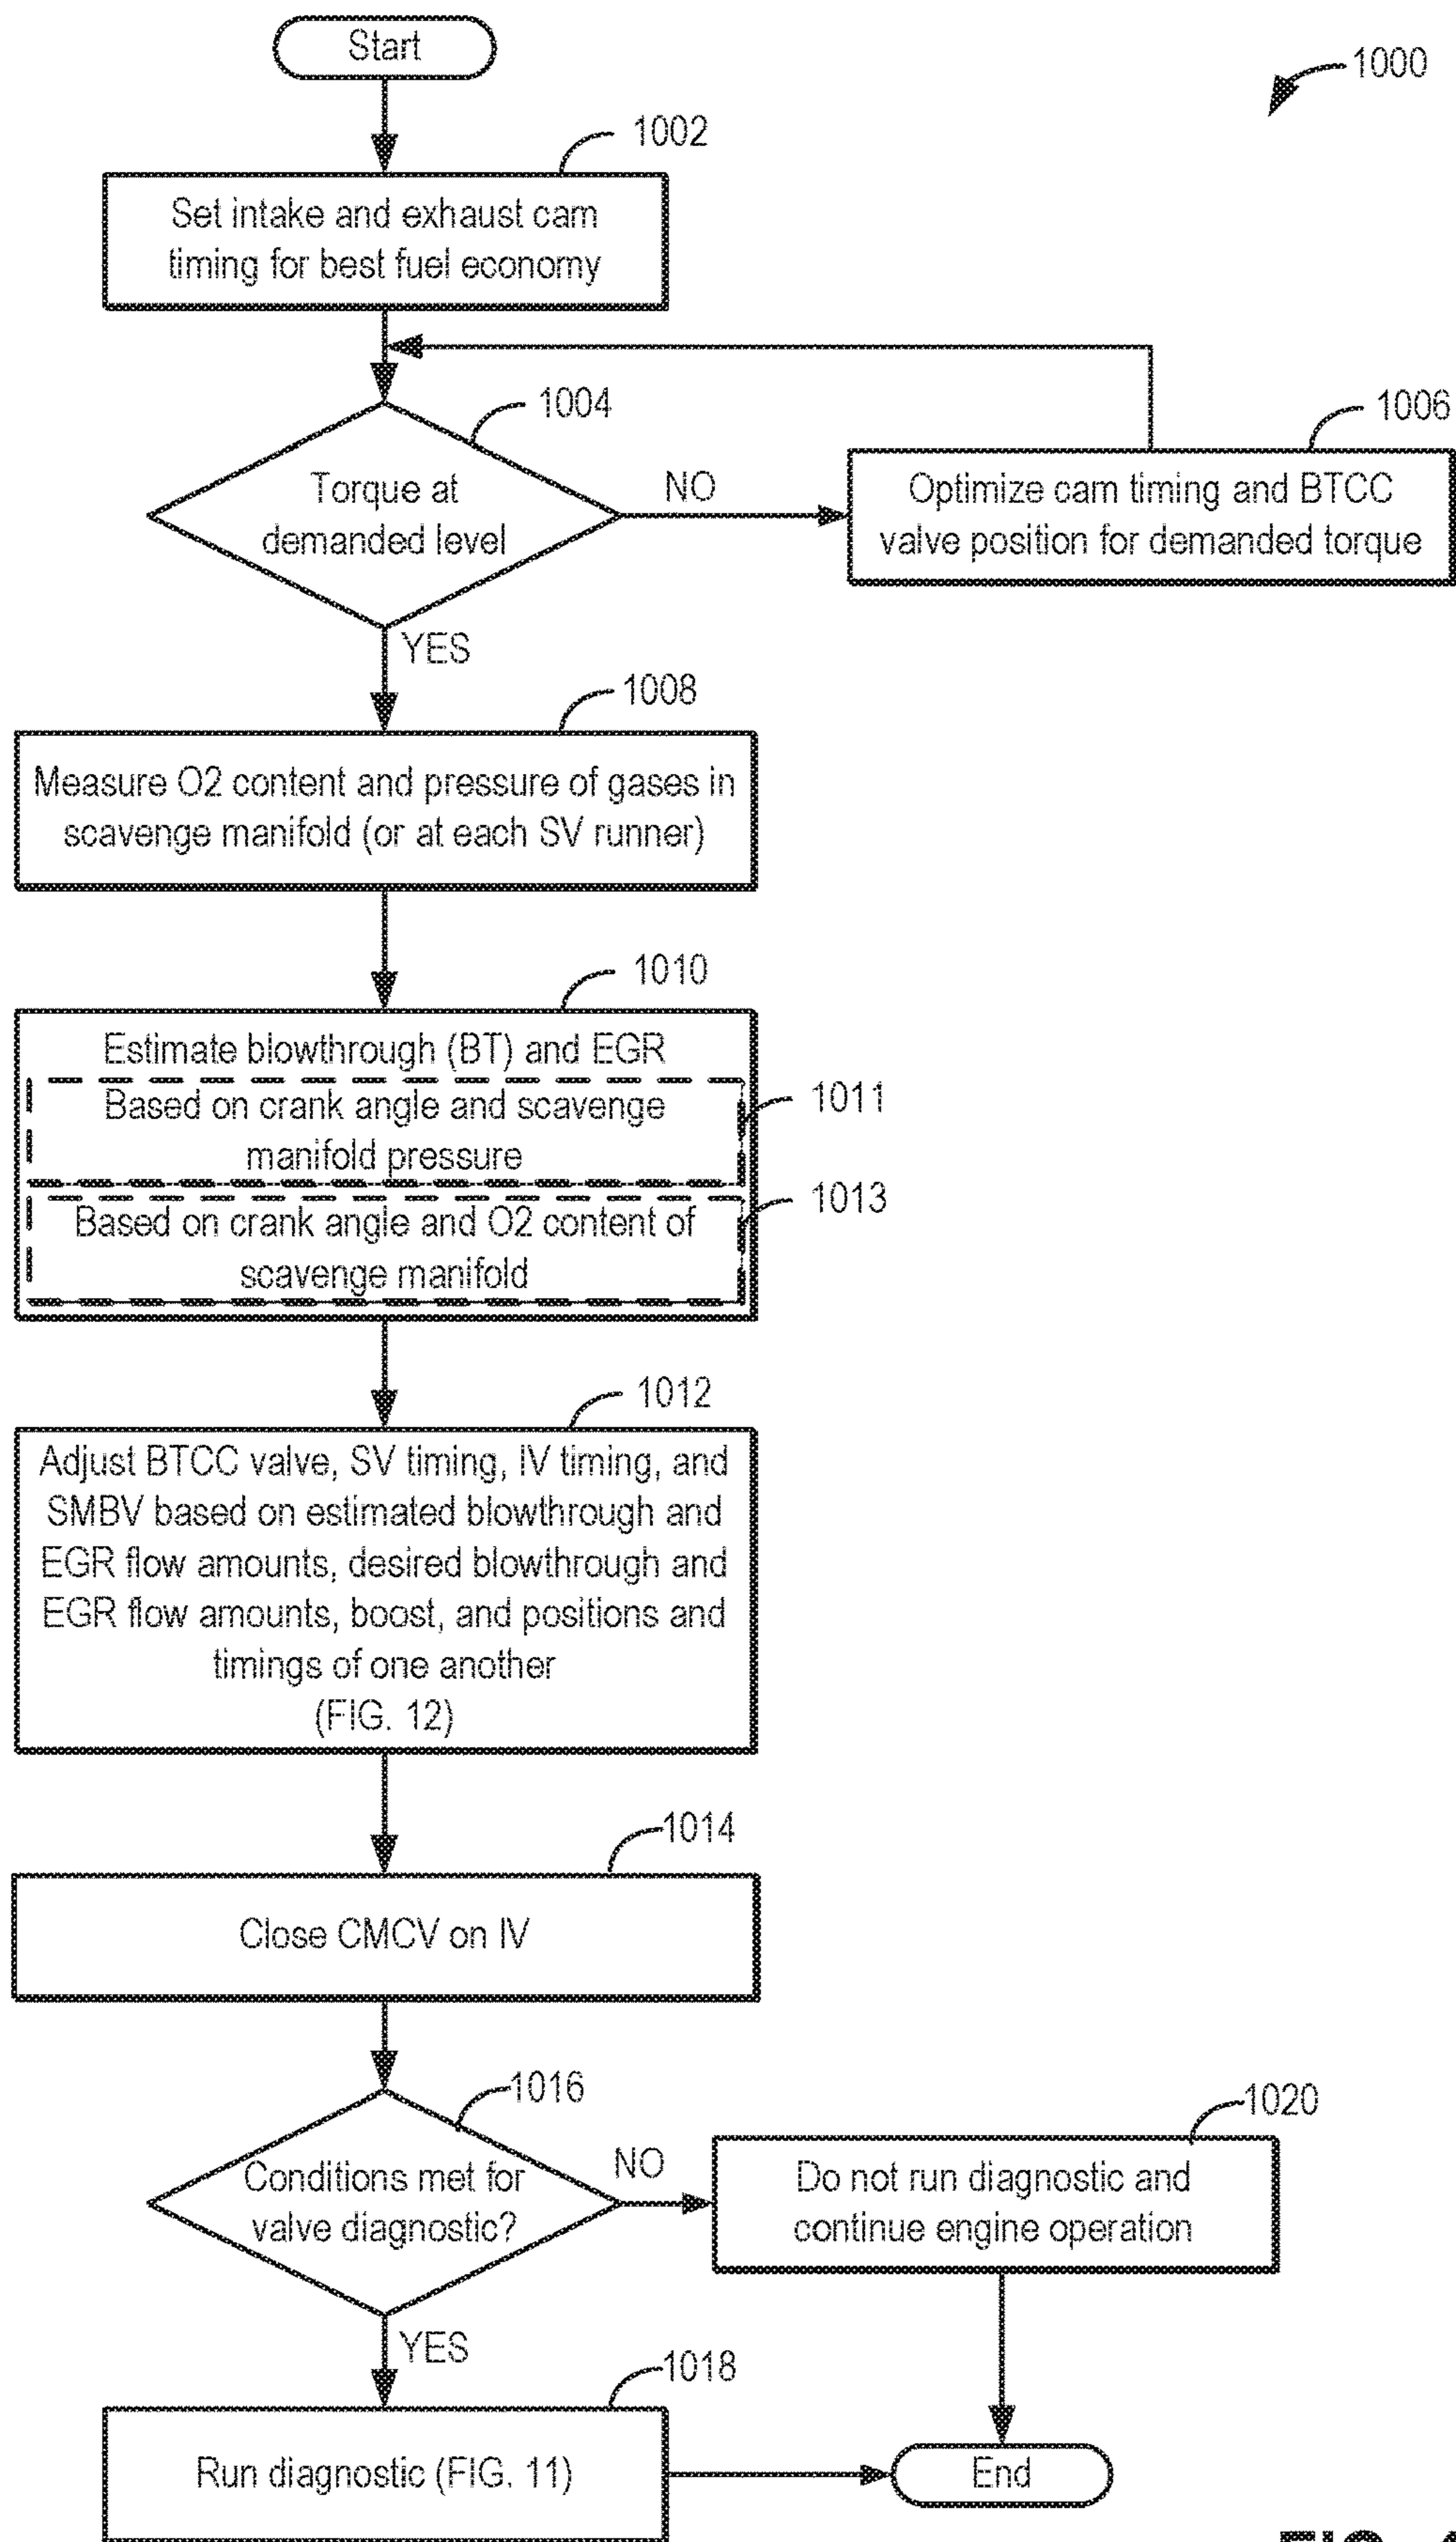 Start
1000
1002
Set intake and exhaust cam
timing for best fuel economy
1004
Torque at
demanded level
NO
1006
Optimize cam timing and BTCC
valve position for demanded torque
YES
1008
Measure O2 content and pressure of gases in
scavenge manifold (or at each SV runner)
1010
Estimate blowthrough (BT) and EGR
Based on crank angle and scavenge
manifold pressure
1011
Based on crank angle and O2 content of
scavenge manifold
1013
1012
Adjust BTCC valve, SV timing, IV timing, and
SMBV based on estimated blowthrough and
EGR flow amounts, desired blowthrough and
EGR flow amounts, boost, and positions and
timings of one another
(FIG. 12)
1014
Close CMCV on IV
1016
Conditions met for
valve diagnostic?
NO
1020
Do not run diagnostic and
continue engine operation
YES
1018
Run diagnostic (FIG. 11)
End